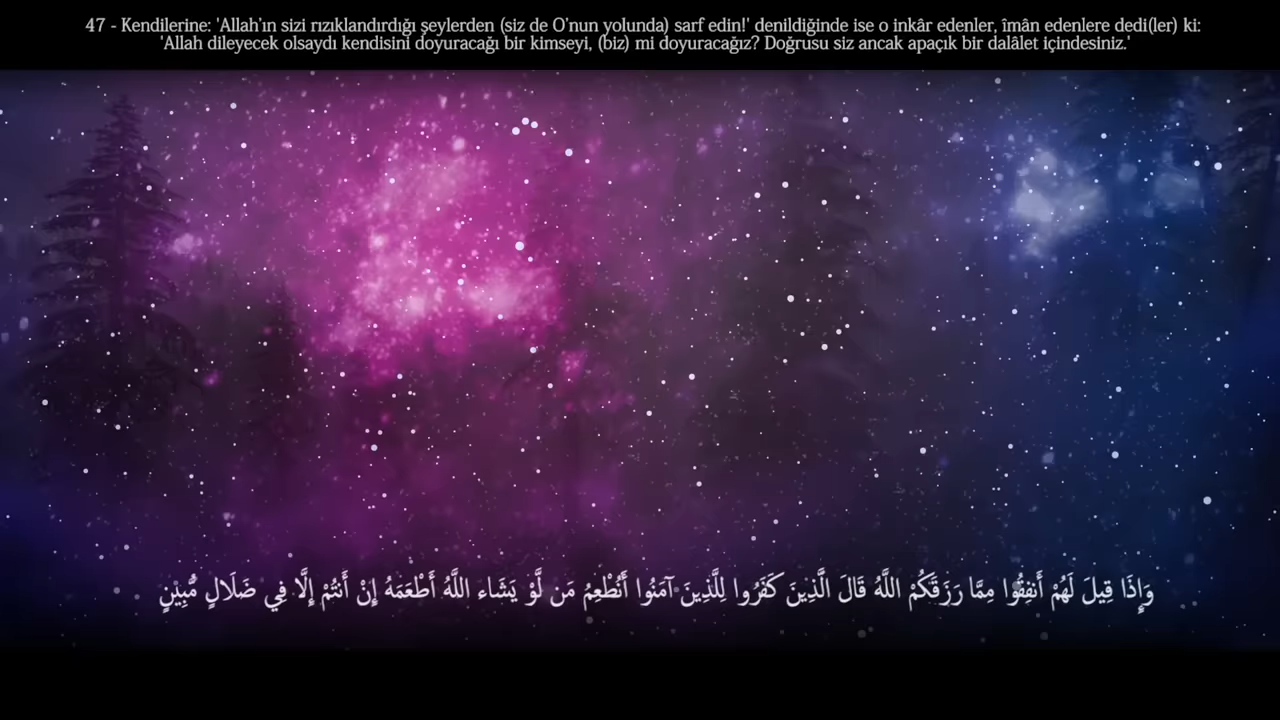 47 - Kendilerine: 'Allah'ın sizi rızıklandırdığı şeylerden (siz de O'nun yolunda) sarf edin!' denildiğinde ise o inkâr edenler, îmân edenlere dedi(ler) ki:
'Allah dileyecek olsaydı kendisini doyuracağı bir kimseyi, (biz) mi doyuracağız? Doğrusu siz ancak apaçık bir dalâlet içindesiniz.'
وَإِذَا قِيلَ لَهُمْ أَنفِقُوا مِمَّا رَزَقَكُمْ اللَّهُ قَالَ الَّذِينَ كَفَرُوا لِلَّذِينَ آمَنُوا أَنُطْعِمُ مَن لَّوْ يَشَاء اللَّهُ أَطْعَمَهُ إِنْ أَنتُمْ إِلَّا فِي ضَلَالٍ مُّبِيْنٍ